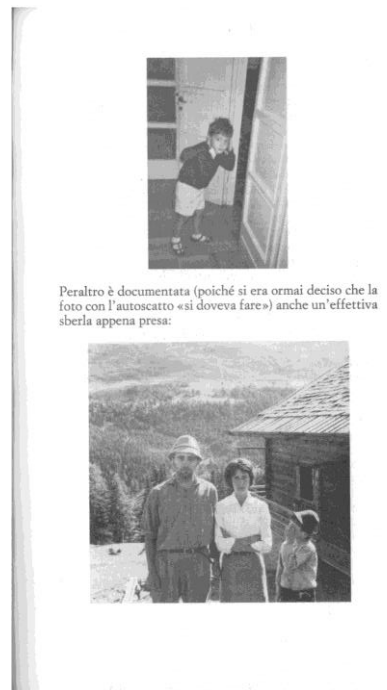 Peraltro è documentata (poiché si era ormai deciso che la
foto con l'autoscatto «si doveva fare») anche un'effettiva
sberla appena presa: